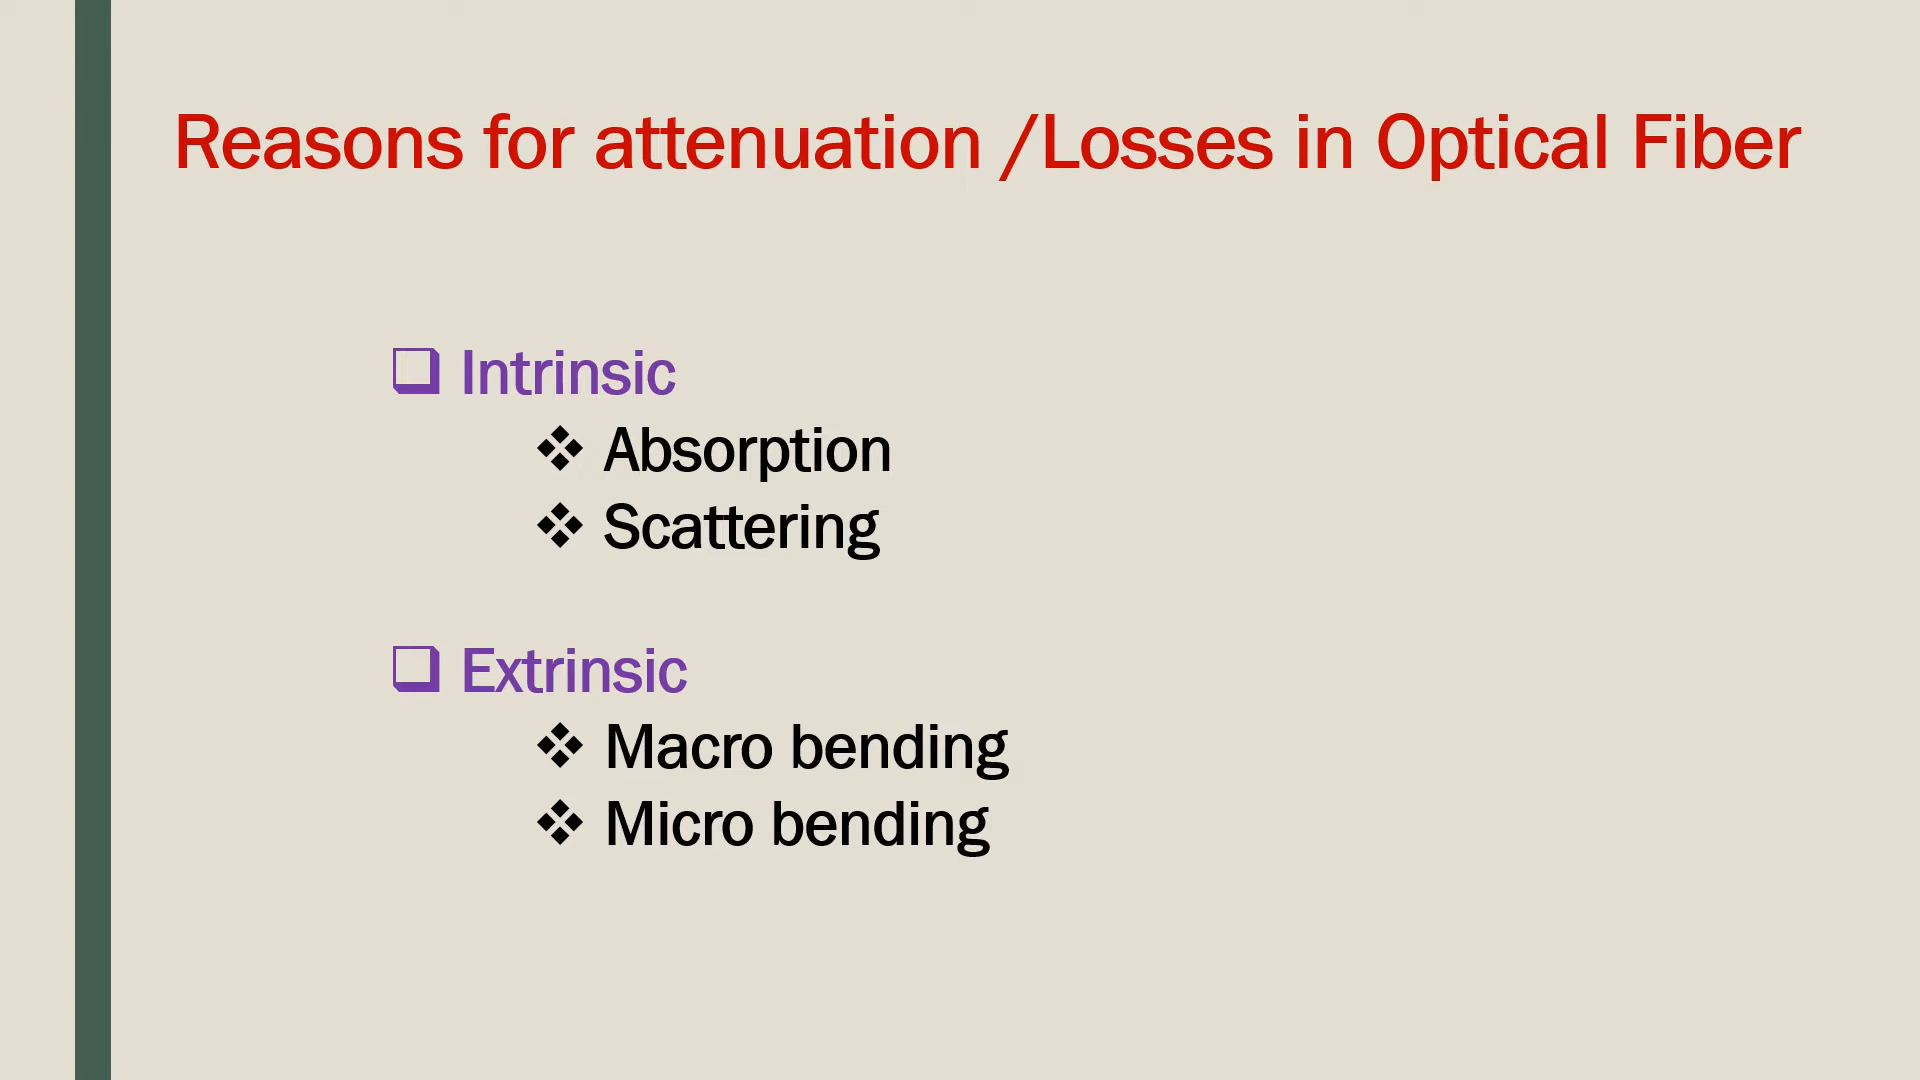 Reasons for attenuation /Losses in Optical Fiber
❑ Intrinsic
❖ Absorption
❖ Scattering
❑ Extrinsic
❖ Macro bending
❖ Micro bending